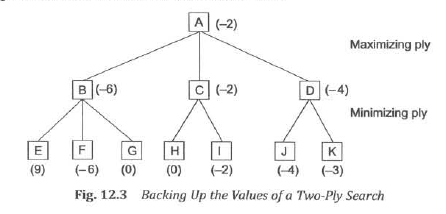 A (–2)
Maximizing ply
B (–6) C (–2) D (–4)
Minimizing ply
E F G H I J K
(9) (–6) (0) (0) (–2) (–4) (–3)
Fig. 12.3 Backing Up the Values of a Two-Ply Search